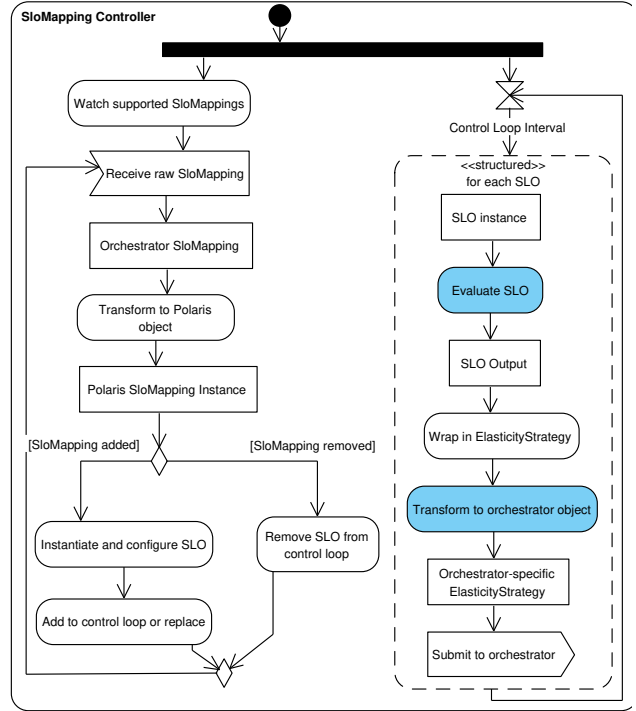 SloMapping Controller
Watch supported SloMappings
Receive raw SloMapping
Orchestrator SloMapping
Transform to Polaris
object
Polaris SloMapping Instance
[SloMapping added]
[SloMapping removed]
Instantiate and configure SLO
Add to control loop or replace
Remove SLO from
control loop
Control Loop Interval
<<structured>>
for each SLO
SLO instance
Evaluate SLO
SLO Output
Wrap in ElasticityStrategy
Transform to orchestrator object
Orchestrator-specific
ElasticityStrategy
Submit to orchestrator